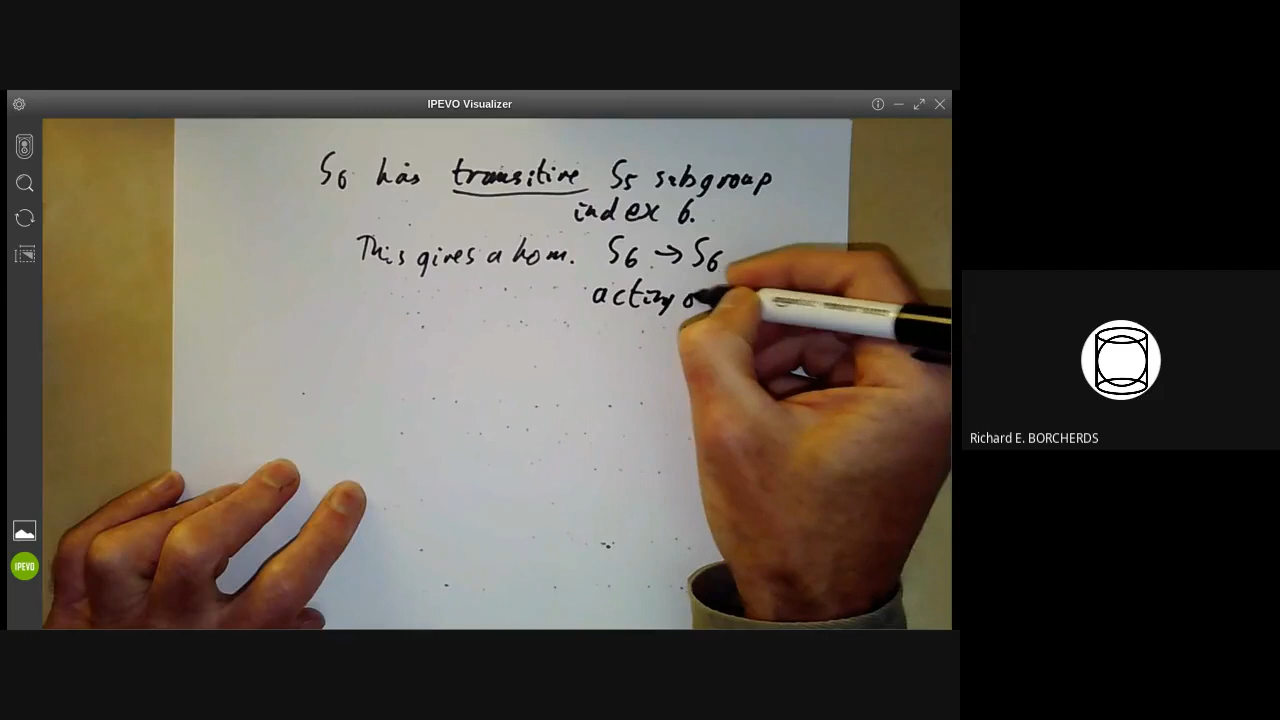 IPEVO Visualizer
S6 has transitive S5 subgroup
index 6.
This gives a hom. S6 → S6
acting o
IPEVO
Richard E. BORCHERDS